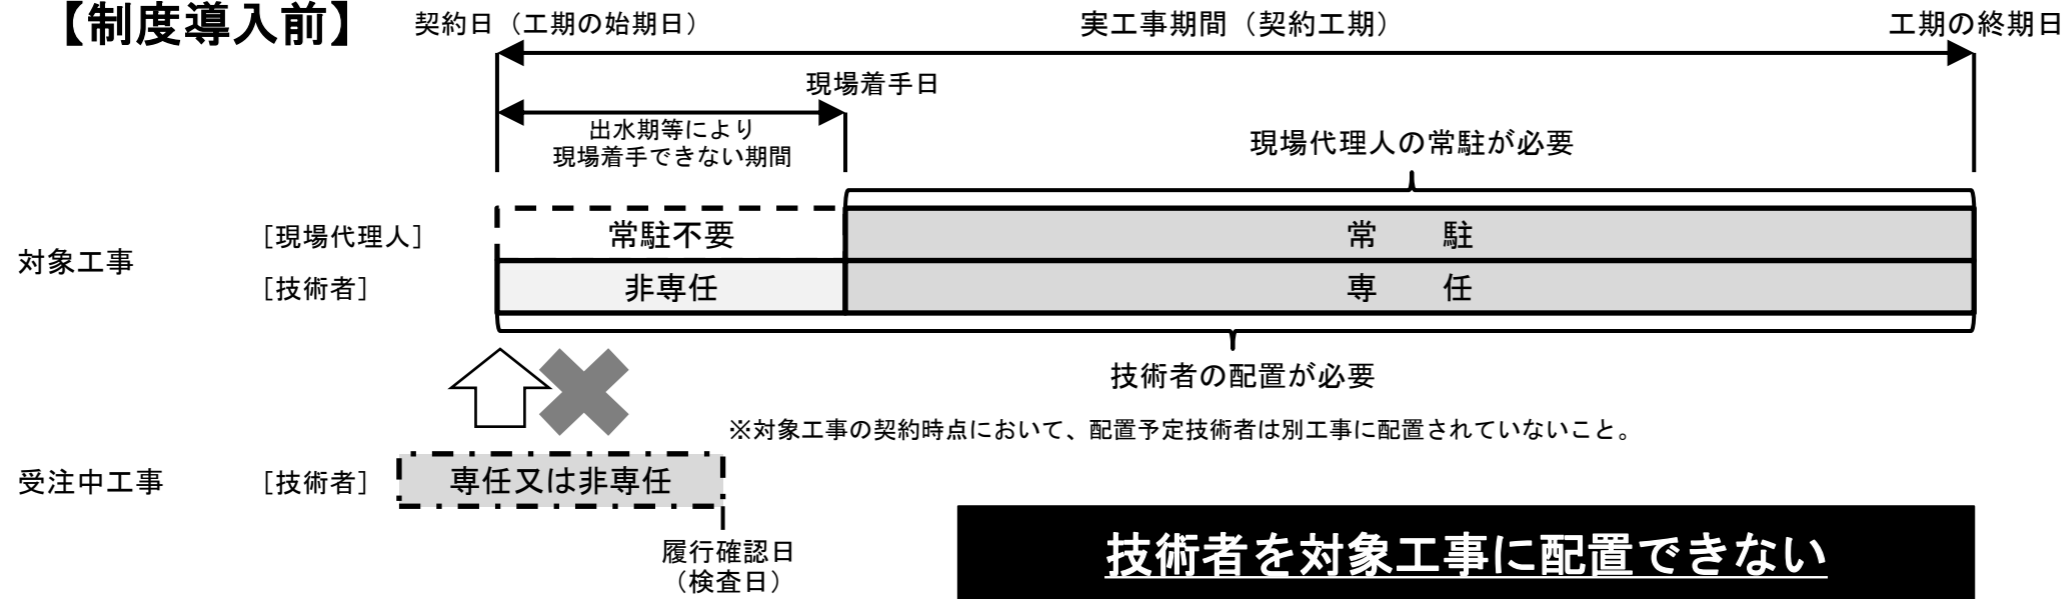 【制度導入前】
契約日（工期の始期日）
実工事期間（契約工期）
工期の終期日
現場着手日
出水期等により
現場着手できない期間
現場代理人の常駐が必要
対象工事
［現場代理人］
常駐不要
常　駐
［技術者］
非専任
専　任
技術者の配置が必要
※対象工事の契約時点において、配置予定技術者は別工事に配置されていないこと。
受注中工事
［技術者］
専任又は非専任
履行確認日
（検査日）
技術者を対象工事に配置できない